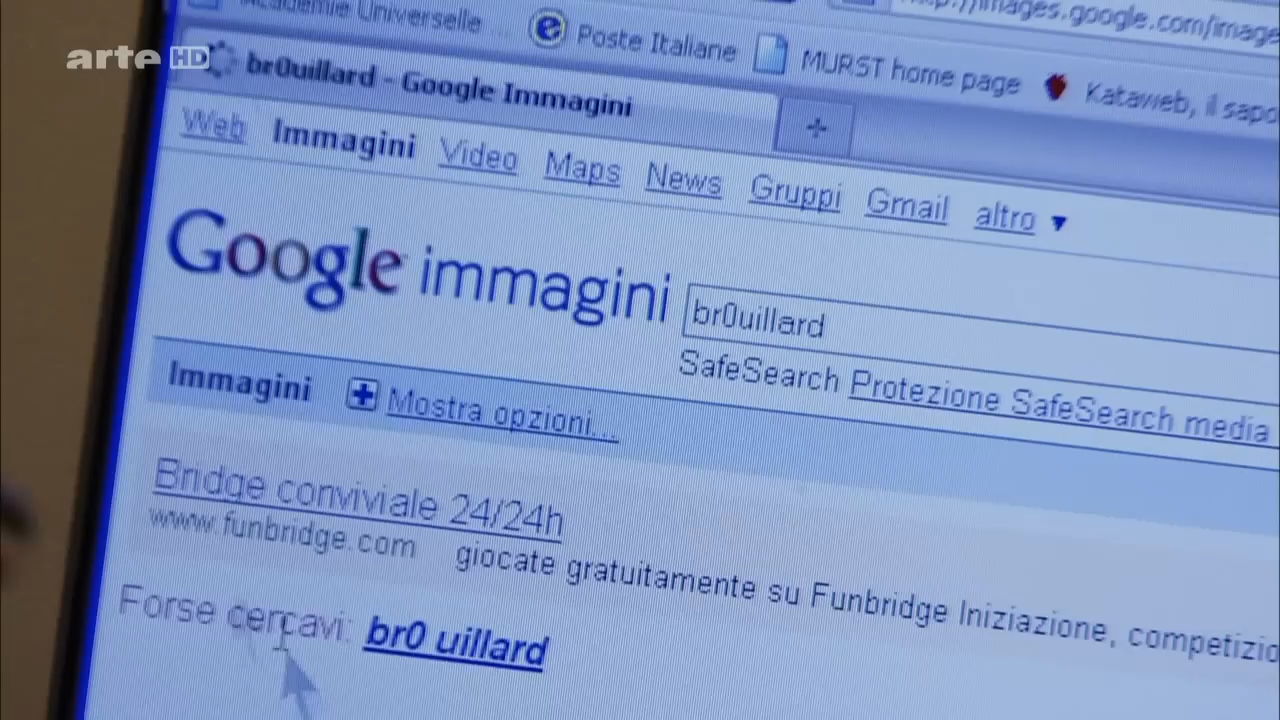 arte HD
Académie Universelle ...
Poste Italiane
MURST home page
Kataweb, il sapo
http://images.google.com/image
br0uillard - Google Immagini
+
Web Immagini Video Maps News Gruppi Gmail altro ▼
Google immagini
br0uillard
SafeSearch Protezione SafeSearch media
Immagini + Mostra opzioni...
Bridge conviviale 24/24h
www.funbridge.com giocate gratuitamente su Funbridge Iniziazione, competizio
Forse cercavi: br0 uillard